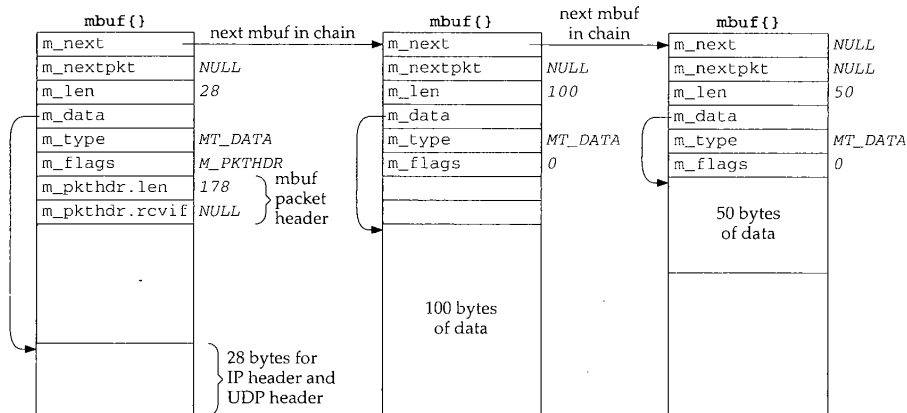 mbuf{}
m_next
m_nextpkt NULL
m_len 28
m_data
m_type MT_DATA
m_flags M_PKTHDR
m_pkthdr.len 178
m_pkthdr.rcvif NULL
mbuf
packet
header
28 bytes for
IP header and
UDP header
next mbuf in chain
mbuf{}
m_next
m_nextpkt NULL
m_len 100
m_data
m_type MT_DATA
m_flags 0
100 bytes
of data
next mbuf
in chain
mbuf{}
m_next NULL
m_nextpkt NULL
m_len 50
m_data
m_type MT_DATA
m_flags 0
50 bytes
of data